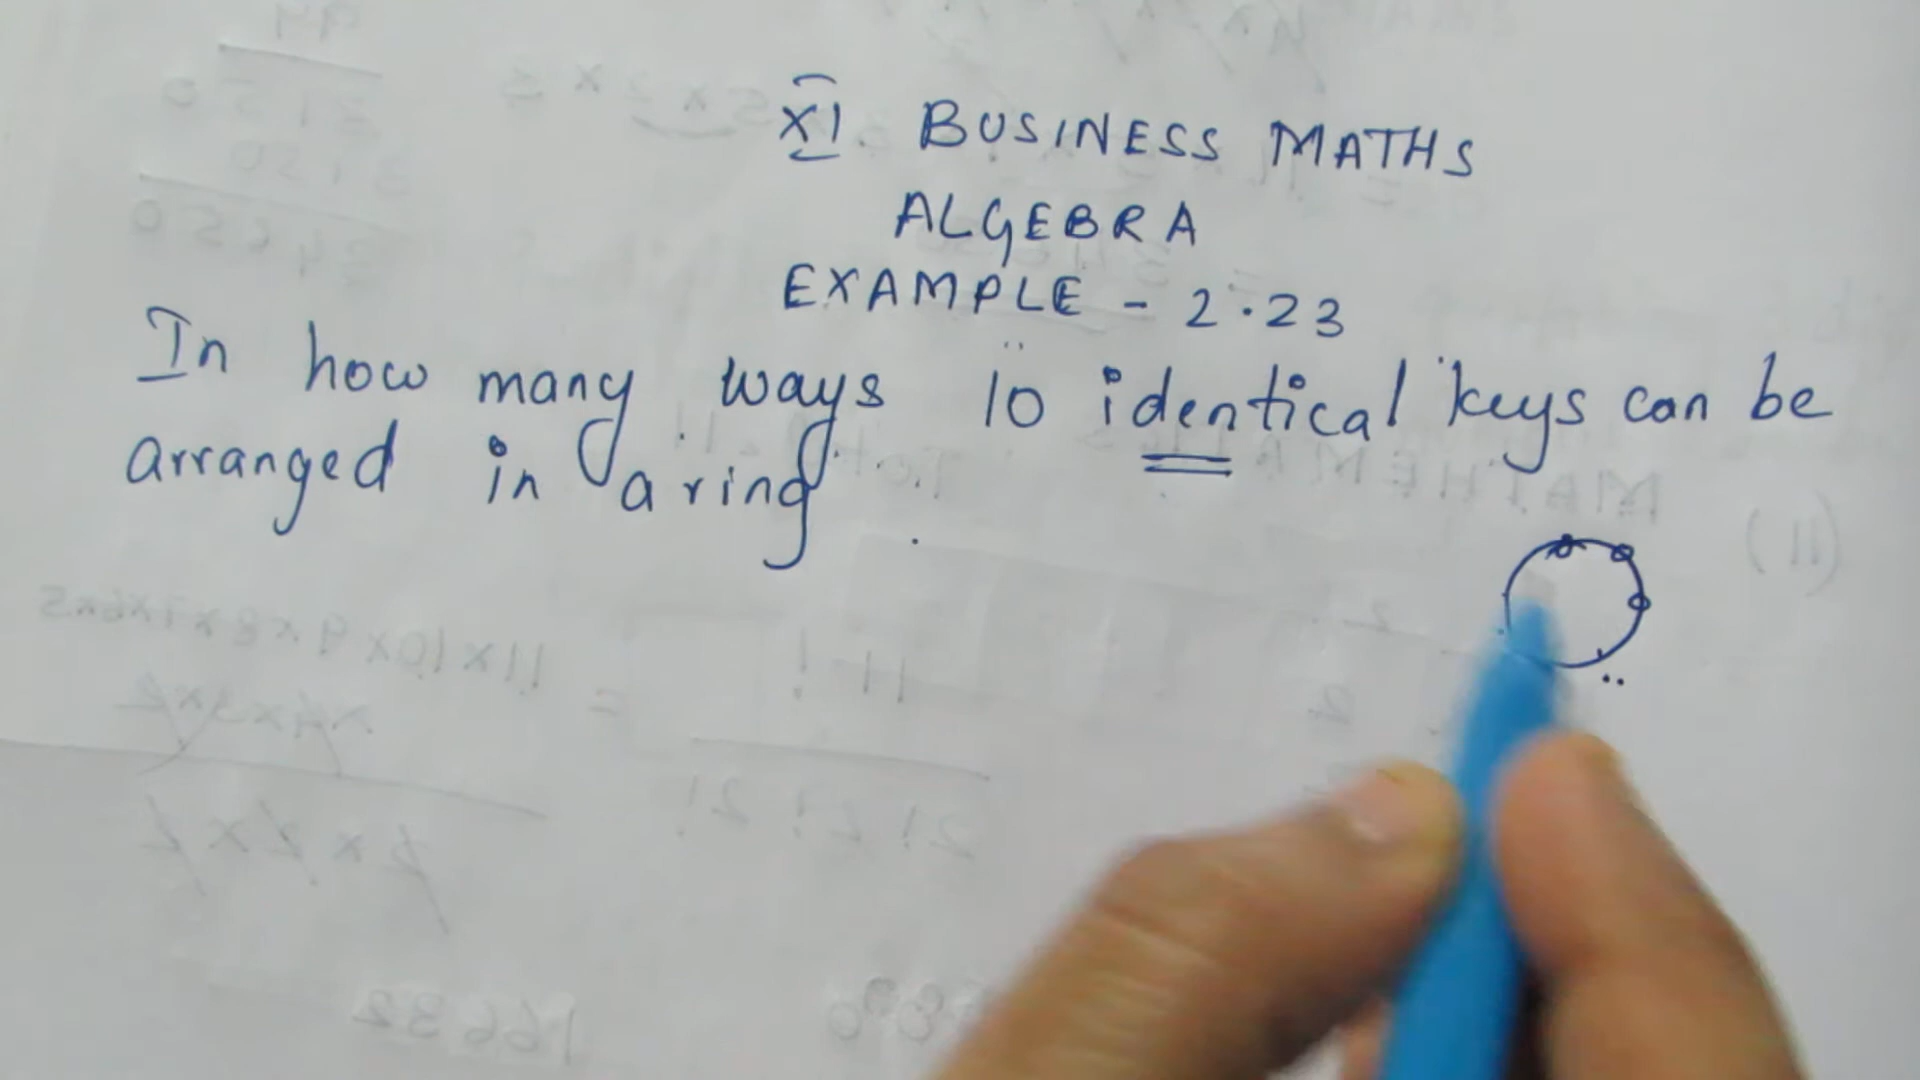 XI BUSINESS MATHS
ALGEBRA
EXAMPLE - 2.23
In how many ways 10 identical keys can be
arranged in a ring